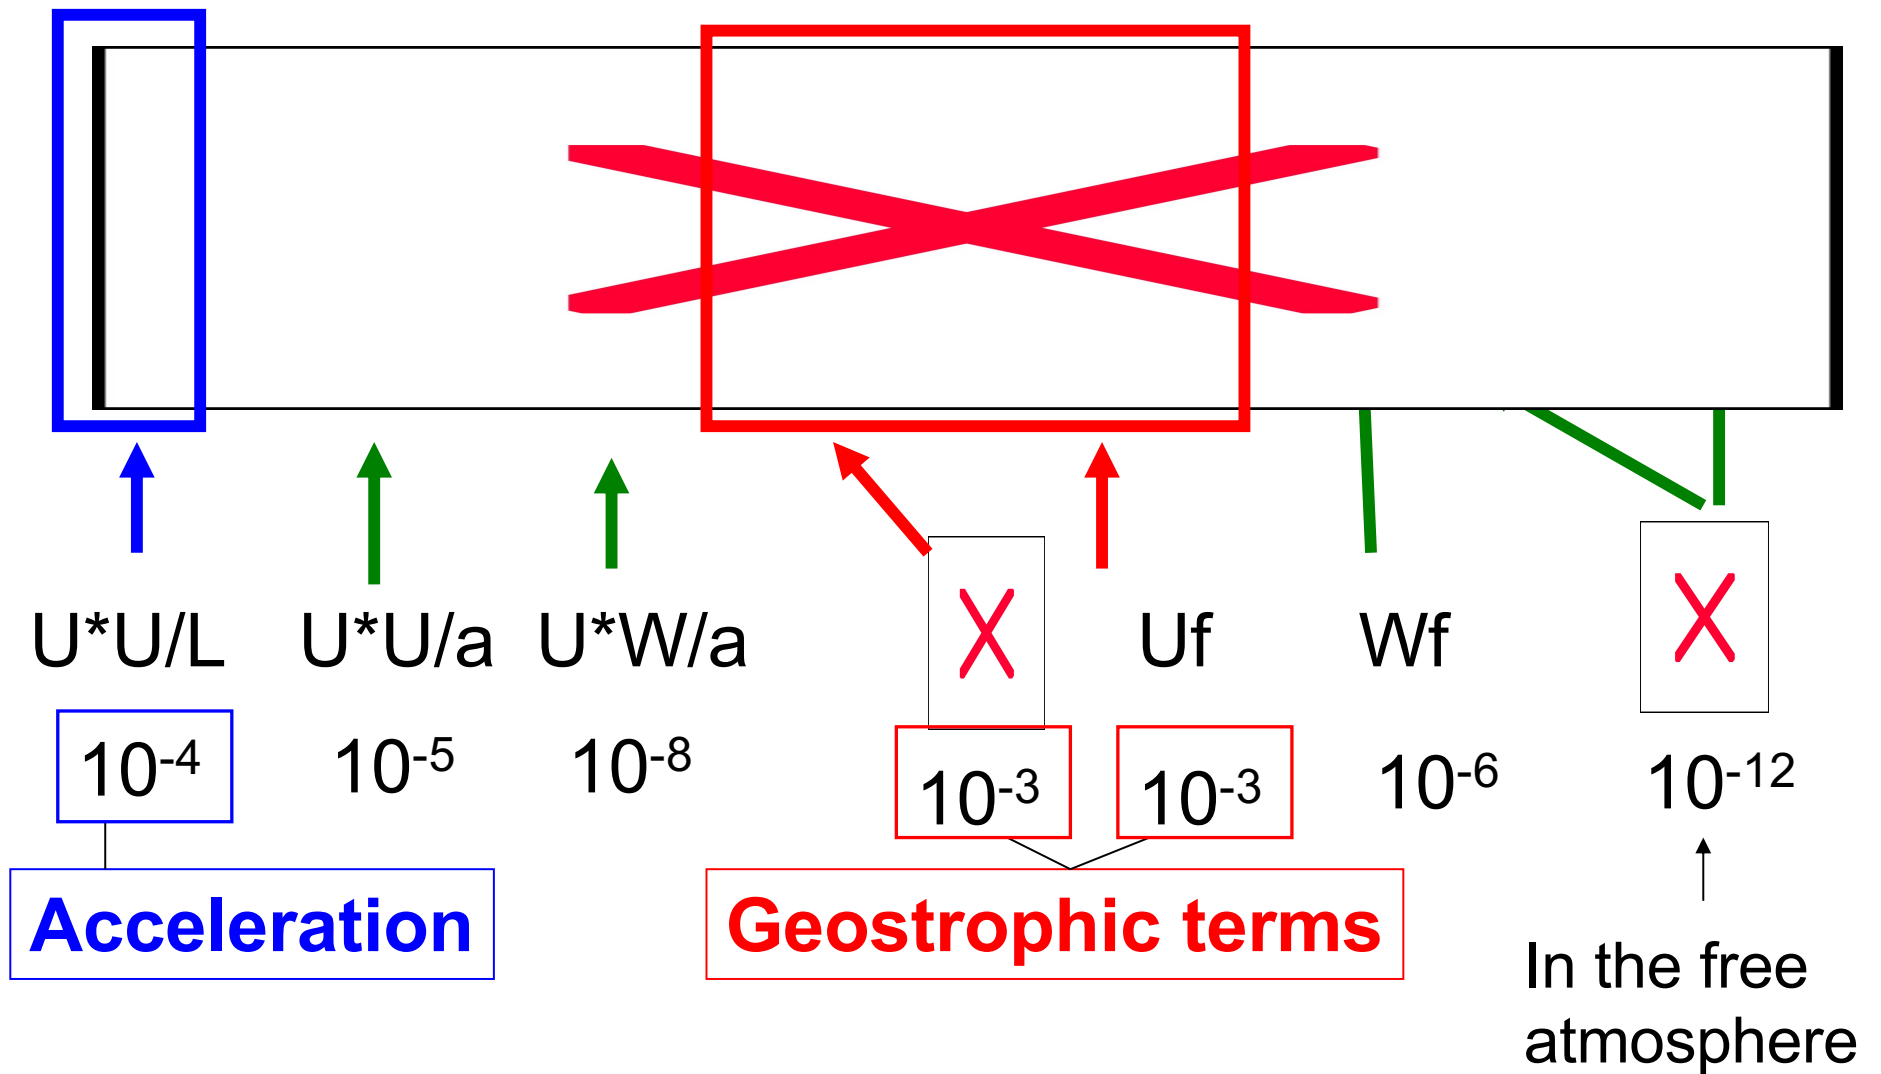 U*U/L U*U/a U*W/a Uf Wf
10⁻⁴ 10⁻⁵ 10⁻⁸ 10⁻³ 10⁻³ 10⁻⁶ 10⁻¹²
Acceleration Geostrophic terms
In the free
atmosphere